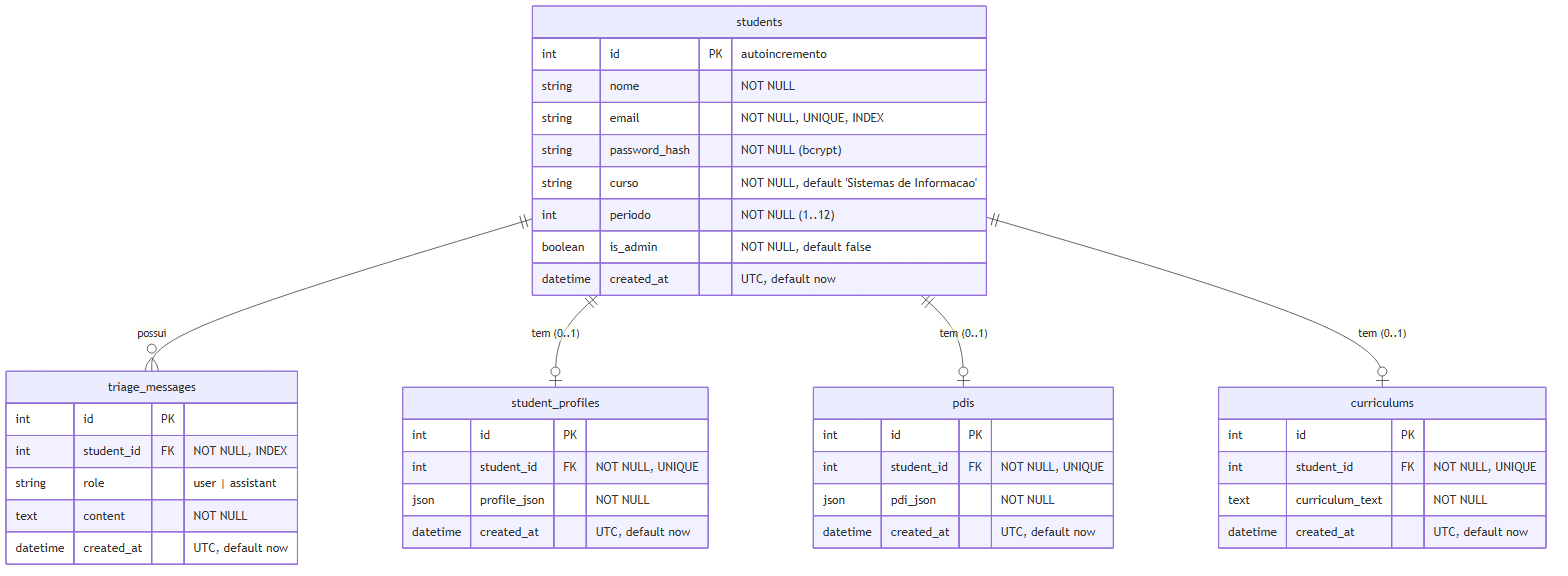 students
int id PK autoincremento
string nome NOT NULL
string email NOT NULL, UNIQUE, INDEX
string password_hash NOT NULL (bcrypt)
string curso NOT NULL, default 'Sistemas de Informacao'
int periodo NOT NULL (1..12)
boolean is_admin NOT NULL, default false
datetime created_at UTC, default now
possui
tem (0..1)
tem (0..1)
tem (0..1)
triage_messages
int id PK
int student_id FK NOT NULL, INDEX
string role user | assistant
text content NOT NULL
datetime created_at UTC, default now
student_profiles
int id PK
int student_id FK NOT NULL, UNIQUE
json profile_json NOT NULL
datetime created_at UTC, default now
pdis
int id PK
int student_id FK NOT NULL, UNIQUE
json pdi_json NOT NULL
datetime created_at UTC, default now
curriculums
int id PK
int student_id FK NOT NULL, UNIQUE
text curriculum_text NOT NULL
datetime created_at UTC, default now